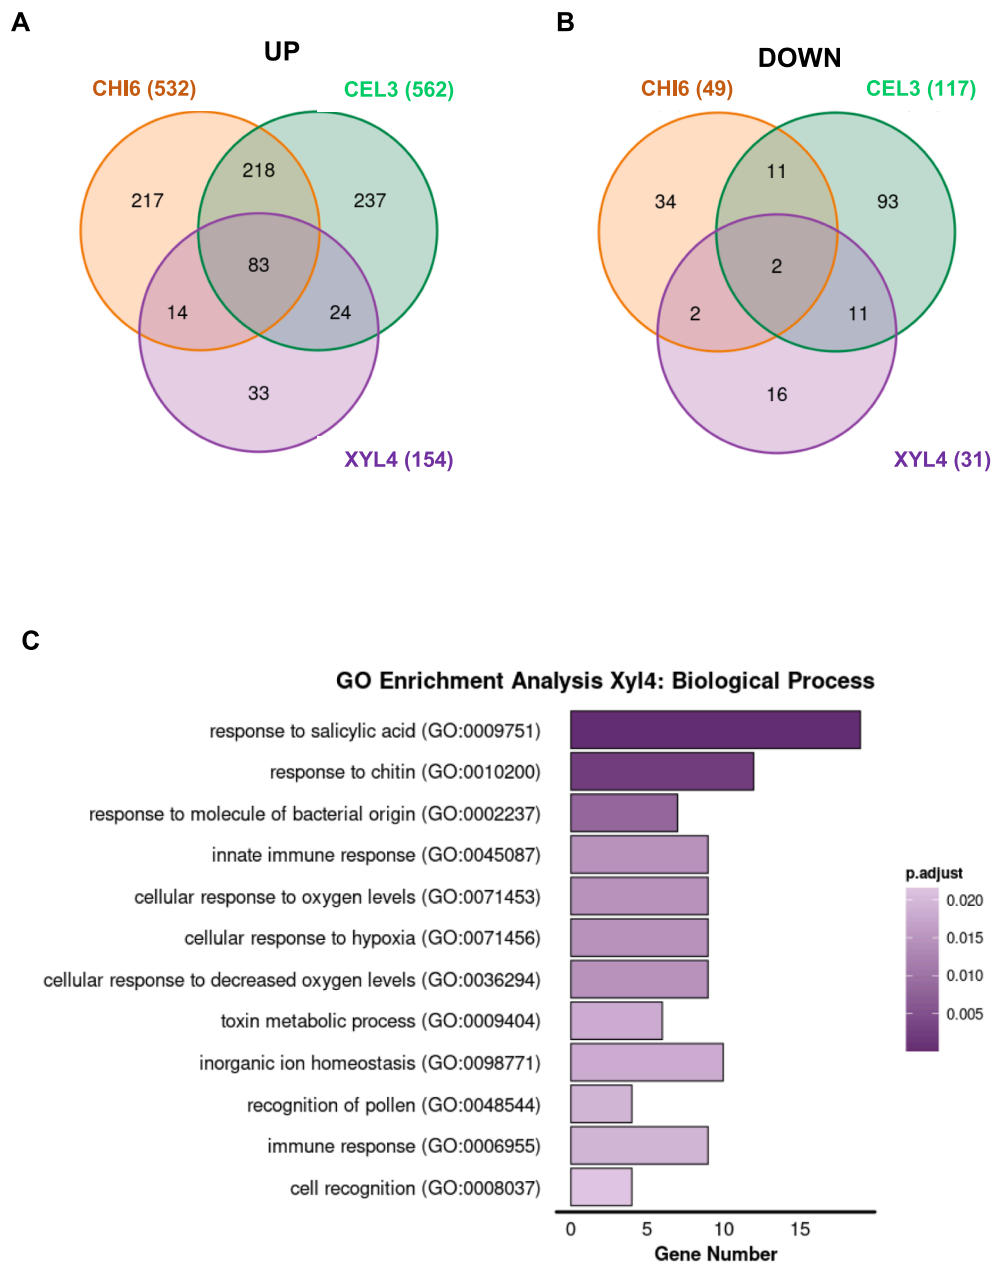 A
B
UP
DOWN
CHI6 (532)
CEL3 (562)
CHI6 (49)
CEL3 (117)
218
217
237
83
14
24
33
XYL4 (154)
11
34
93
2
2
11
16
XYL4 (31)
C
GO Enrichment Analysis Xyl4: Biological Process
response to salicylic acid (GO:0009751)
response to chitin (GO:0010200)
response to molecule of bacterial origin (GO:0002237)
innate immune response (GO:0045087)
cellular response to oxygen levels (GO:0071453)
cellular response to hypoxia (GO:0071456)
cellular response to decreased oxygen levels (GO:0036294)
toxin metabolic process (GO:0009404)
inorganic ion homeostasis (GO:0098771)
recognition of pollen (GO:0048544)
immune response (GO:0006955)
cell recognition (GO:0008037)
0 5 10 15
Gene Number
p.adjust
0.020
0.015
0.010
0.005